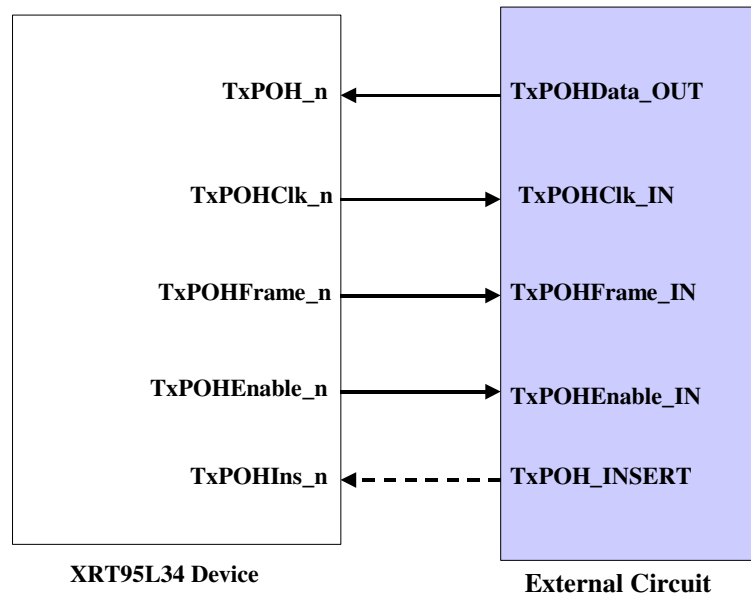 TxPOH_n
TxPOHData_OUT
TxPOHClk_n
TxPOHClk_IN
TxPOHFrame_n
TxPOHFrame_IN
TxPOHEnable_n
TxPOHEnable_IN
TxPOHIns_n
TxPOH_INSERT
XRT95L34 Device
External Circuit